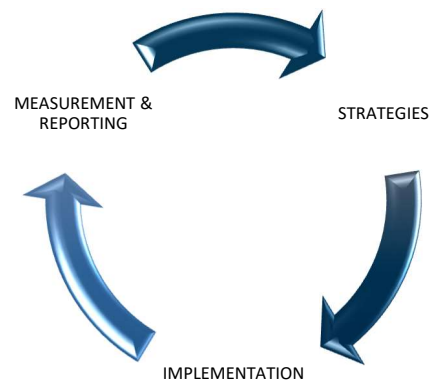 MEASUREMENT &
REPORTING
STRATEGIES
IMPLEMENTATION